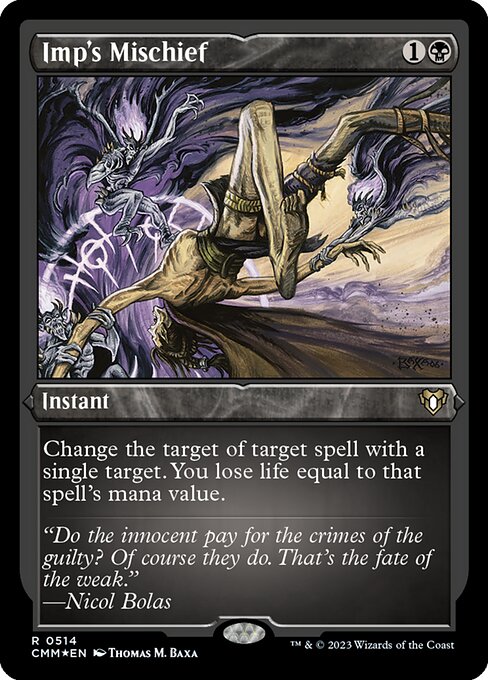 Imp's Mischief 1
Instant
Change the target of target spell with a
single target. You lose life equal to that
spell's mana value.
“Do the innocent pay for the crimes of the
guilty? Of course they do. That's the fate of
the weak.”
—Nicol Bolas
R 0514
CMM★EN Thomas M. Baxa
™ & © 2023 Wizards of the Coast